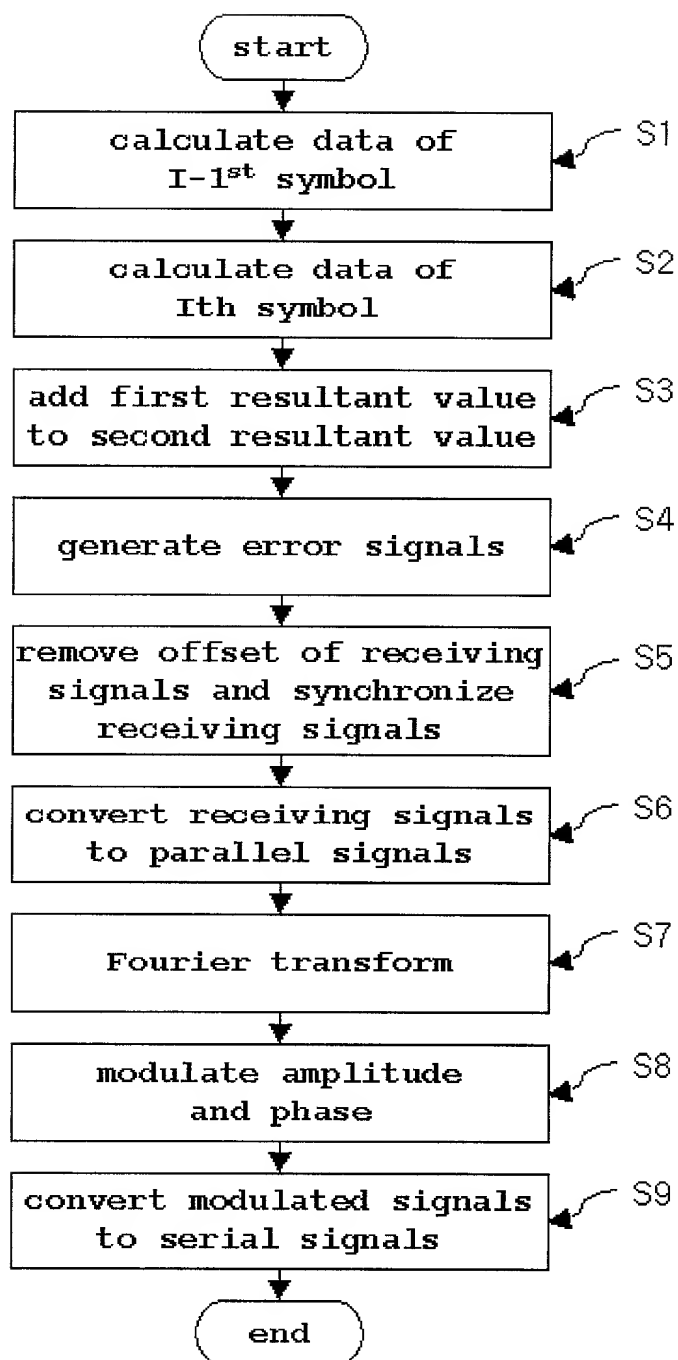 start
calculate data of
I-1st symbol
S1
calculate data of
Ith symbol
S2
add first resultant value
to second resultant value
S3
generate error signals
S4
remove offset of receiving
signals and synchronize
receiving signals
S5
convert receiving signals
to parallel signals
S6
Fourier transform
S7
modulate amplitude
and phase
S8
convert modulated signals
to serial signals
S9
end